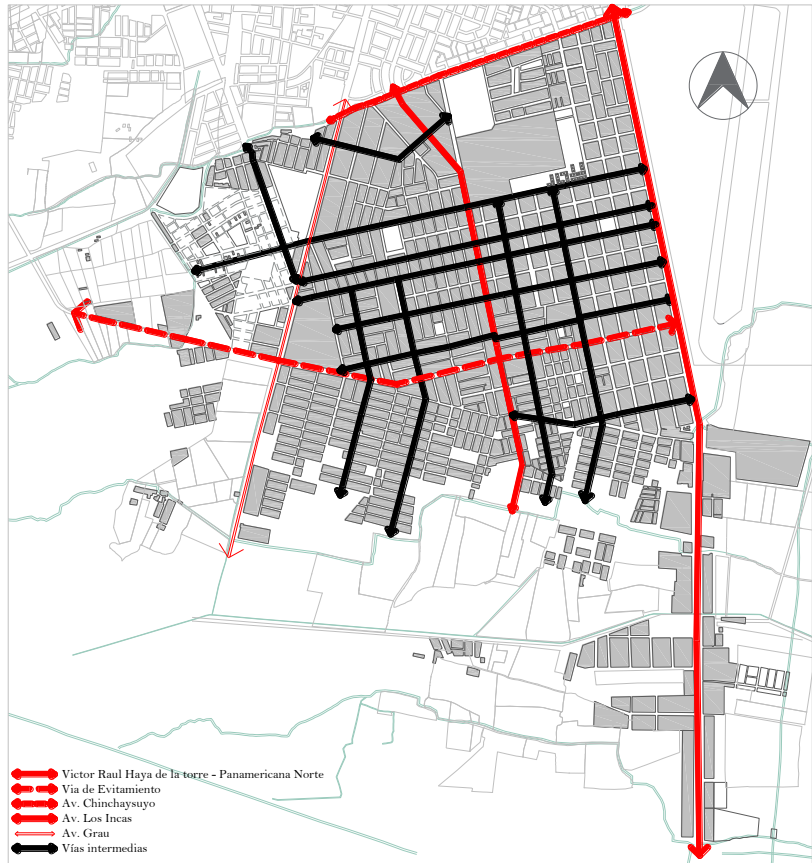 Victor Raul Haya de la torre - Panamericana Norte
Via de Evitamiento
Av. Chinchaysuyo
Av. Los Incas
Av. Grau
Vías intermedias